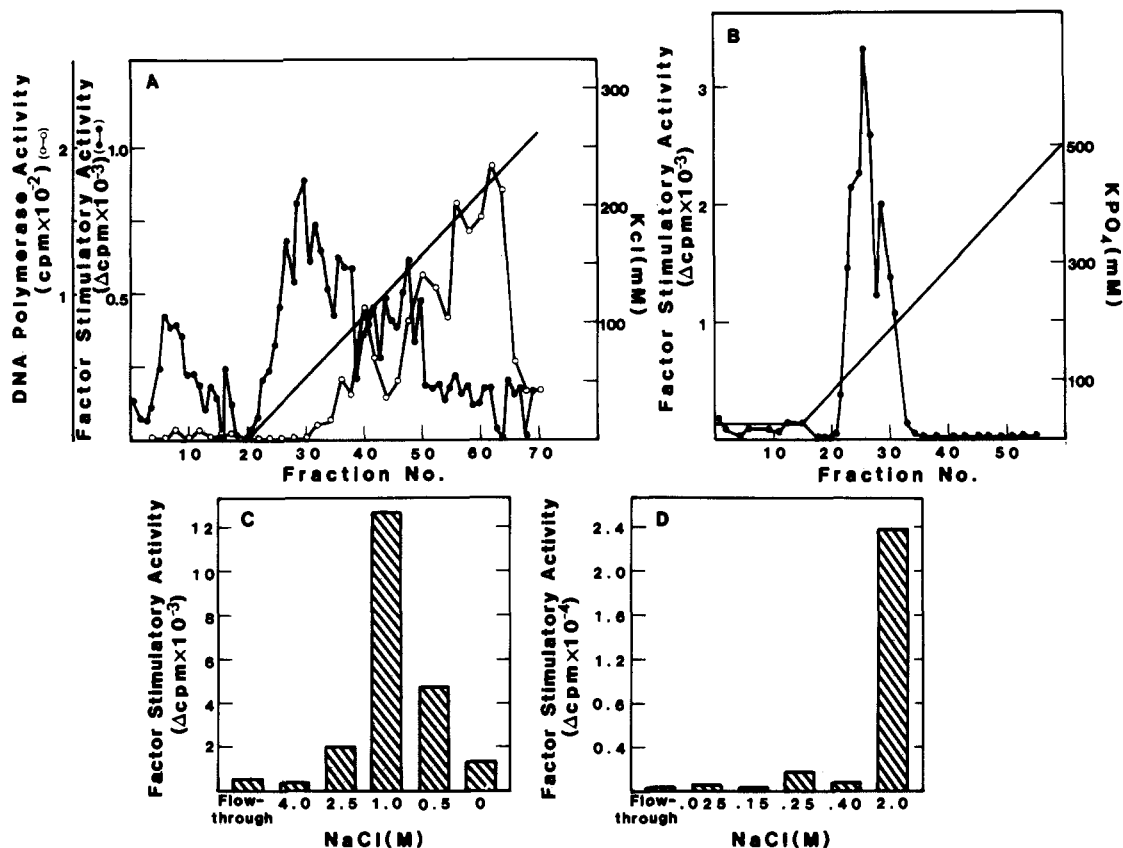 A
DNA Polymerase Activity
(cpm×10⁻²) (o–o)
Factor Stimulatory Activity
(Δcpm×10⁻³) (•–•)
2
1
1.0
0.5
300
200
100
Kcl(mM)
10 20 30 40 50 60 70
Fraction No.
B
Factor Stimulatory Activity
(Δcpm×10⁻³)
3
2
1
500
300
100
KPO₄(mM)
10 20 30 40 50
Fraction No.
C
Factor Stimulatory Activity
(Δcpm×10⁻³)
12
10
8
6
4
2
Flow-through 4.0 2.5 1.0 0.5 0
NaCl(M)
D
Factor Stimulatory Activity
(Δcpm×10⁻⁴)
2.4
2.0
1.6
1.2
0.8
0.4
Flow-through .025 .15 .25 .40 2.0
NaCl(M)